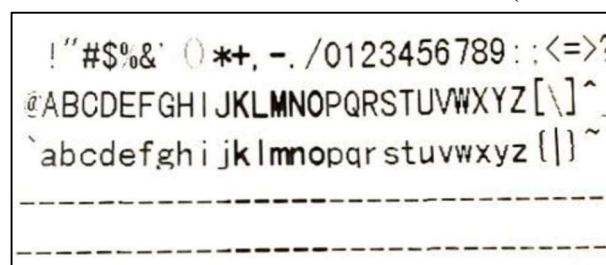 !"#$%&' ()*+,-./0123456789:;<=>?
@ABCDEFGHIJKLMNOPQRSTUVWXYZ[\]^_
`abcdefghijklmnopqrstuvwxyz{|}~